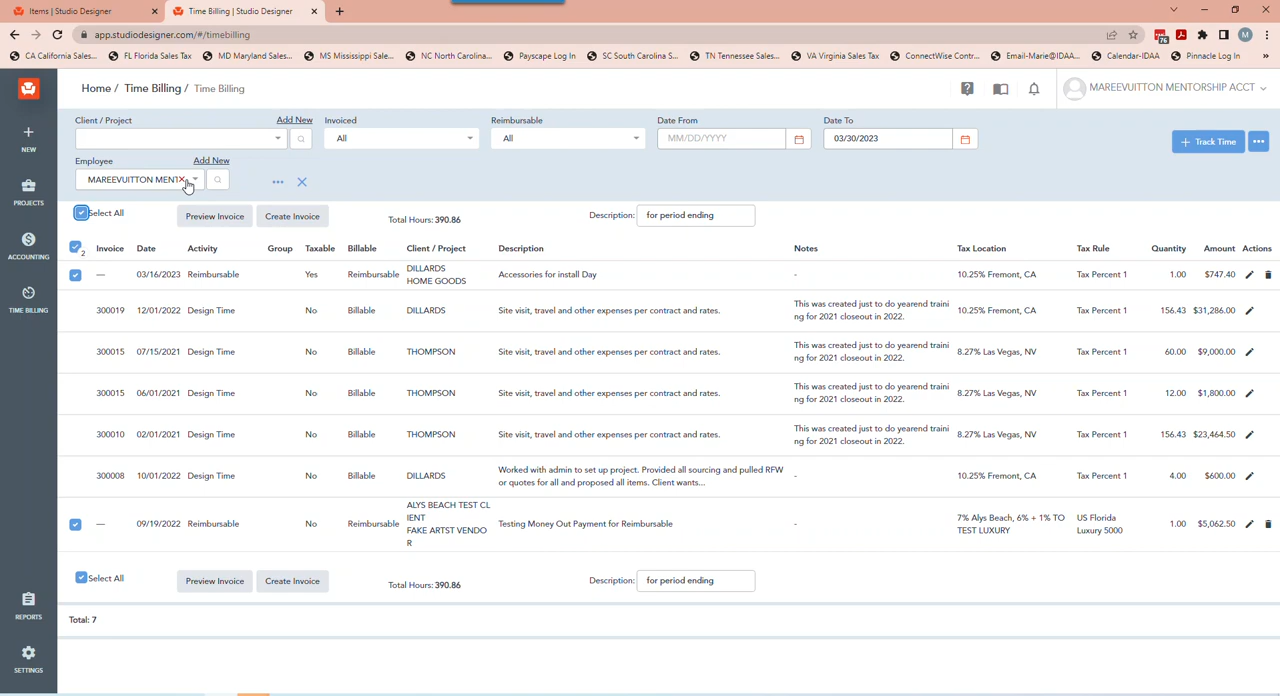 Items | Studio Designer
Time Billing | Studio Designer
app.studiodesigner.com/#/timebilling
76
M
CA California Sales...
FL Florida Sales Tax
MD Maryland Sales...
MS Mississippi Sale...
NC North Carolina...
Payscape Log In
SC South Carolina S...
TN Tennessee Sales...
VA Virginia Sales Tax
ConnectWise Contr...
Email-Marie@IDAA...
Calendar-IDAA
Pinnacle Log In
»
Home / Time Billing / Time Billing
MAREEVUITTON MENTORSHIP ACCT
NEW
PROJECTS
ACCOUNTING
TIME BILLING
REPORTS
SETTINGS
Client / Project Add New Invoiced Reimbursable Date From Date To
All All MM/DD/YYYY 03/30/2023 + Track Time
Employee Add New
MAREEVUITTON MENT
Select All Preview Invoice Create Invoice Total Hours: 390.86 Description: for period ending
2 Invoice Date Activity Group Taxable Billable Client / Project Description Notes Tax Location Tax Rule Quantity Amount Actions
— 03/16/2023 Reimbursable Yes Reimbursable DILLARDS
HOME GOODS Accessories for install Day - 10.25% Fremont, CA Tax Percent 1 1.00 $747.40
300019 12/01/2022 Design Time No Billable DILLARDS Site visit, travel and other expenses per contract and rates. This was created just to do yearend traini
ng for 2021 closeout in 2022. 10.25% Fremont, CA Tax Percent 1 156.43 $31,286.00
300015 07/15/2021 Design Time No Billable THOMPSON Site visit, travel and other expenses per contract and rates. This was created just to do yearend traini
ng for 2021 closeout in 2022. 8.27% Las Vegas, NV Tax Percent 1 60.00 $9,000.00
300015 06/01/2021 Design Time No Billable THOMPSON Site visit, travel and other expenses per contract and rates. This was created just to do yearend traini
ng for 2021 closeout in 2022. 8.27% Las Vegas, NV Tax Percent 1 12.00 $1,800.00
300010 02/01/2021 Design Time No Billable THOMPSON Site visit, travel and other expenses per contract and rates. This was created just to do yearend traini
ng for 2021 closeout in 2022. 8.27% Las Vegas, NV Tax Percent 1 156.43 $23,464.50
300008 10/01/2022 Design Time No Billable DILLARDS Worked with admin to set up project. Provided all sourcing and pulled RFW
or quotes for all and proposed all items. Client wants... - 10.25% Fremont, CA Tax Percent 1 4.00 $600.00
— 09/19/2022 Reimbursable No Reimbursable ALYS BEACH TEST CL
IENT
FAKE ARTST VENDO
R Testing Money Out Payment for Reimbursable - 7% Alys Beach, 6% + 1% TO
TEST LUXURY US Florida
Luxury 5000 1.00 $5,062.50
Select All Preview Invoice Create Invoice Total Hours: 390.86 Description: for period ending
Total: 7